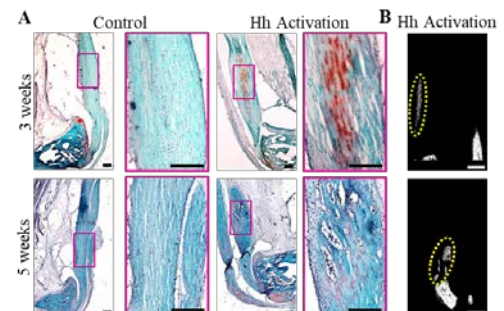 A
B
Control
Hh Activation
Hh Activation
3 weeks
5 weeks